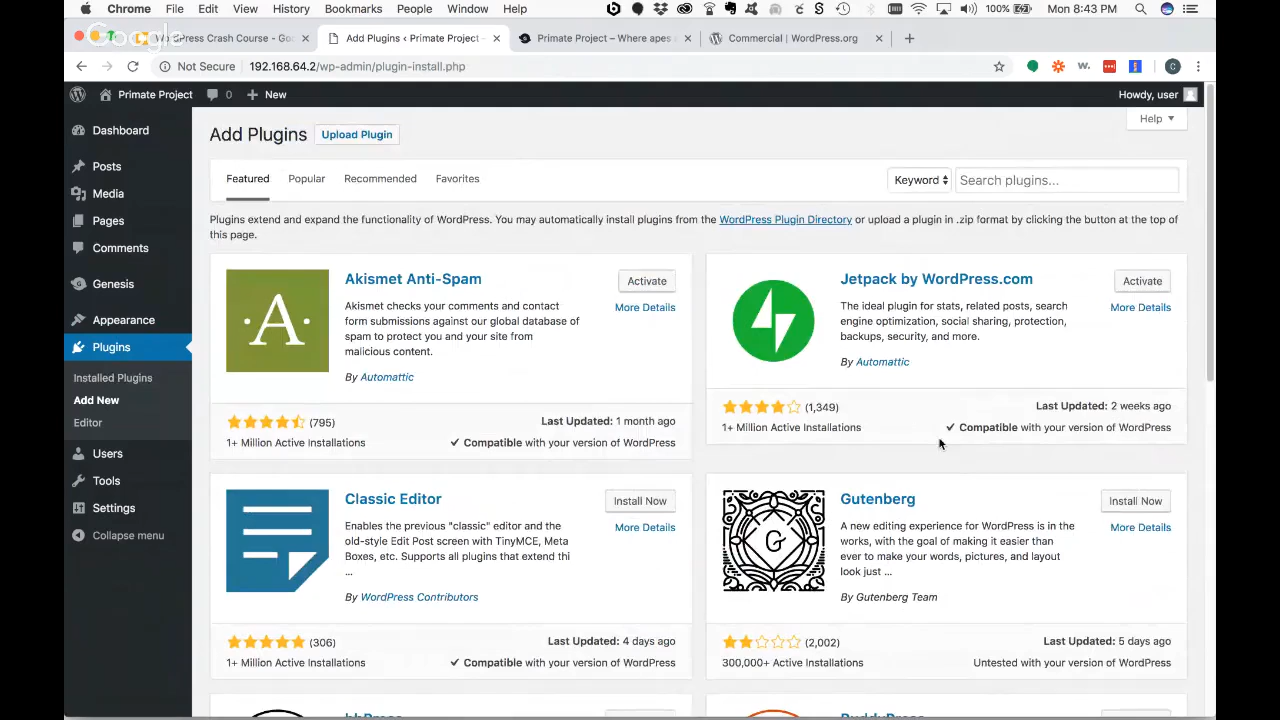 Chrome File Edit View History Bookmarks People Window Help 100% Mon 8:43 PM
Google
Press Crash Course - Go
Add Plugins ‹ Primate Project
Primate Project – Where apes
Commercial | WordPress.org
Not Secure 192.168.64.2/wp-admin/plugin-install.php
Primate Project 0 New Howdy, user
Help
Dashboard
Posts
Media
Pages
Comments
Genesis
Appearance
Plugins
Installed Plugins
Add New
Editor
Users
Tools
Settings
Collapse menu
Add Plugins Upload Plugin
Featured Popular Recommended Favorites Keyword Search plugins...
Plugins extend and expand the functionality of WordPress. You may automatically install plugins from the WordPress Plugin Directory or upload a plugin in .zip format by clicking the button at the top of
this page.
A
Akismet Anti-Spam
Activate
More Details
Akismet checks your comments and contact
form submissions against our global database of
spam to protect you and your site from
malicious content.
By Automattic
(795)
Last Updated: 1 month ago
1+ Million Active Installations
Compatible with your version of WordPress
Jetpack by WordPress.com
Activate
More Details
The ideal plugin for stats, related posts, search
engine optimization, social sharing, protection,
backups, security, and more.
By Automattic
(1,349)
Last Updated: 2 weeks ago
1+ Million Active Installations
Compatible with your version of WordPress
Classic Editor
Install Now
More Details
Enables the previous "classic" editor and the
old-style Edit Post screen with TinyMCE, Meta
Boxes, etc. Supports all plugins that extend thi
...
By WordPress Contributors
(306)
Last Updated: 4 days ago
1+ Million Active Installations
Compatible with your version of WordPress
G
Gutenberg
Install Now
More Details
A new editing experience for WordPress is in the
works, with the goal of making it easier than
ever to make your words, pictures, and layout
look just ...
By Gutenberg Team
(2,002)
Last Updated: 5 days ago
300,000+ Active Installations
Untested with your version of WordPress
bbPress
BuddyPress